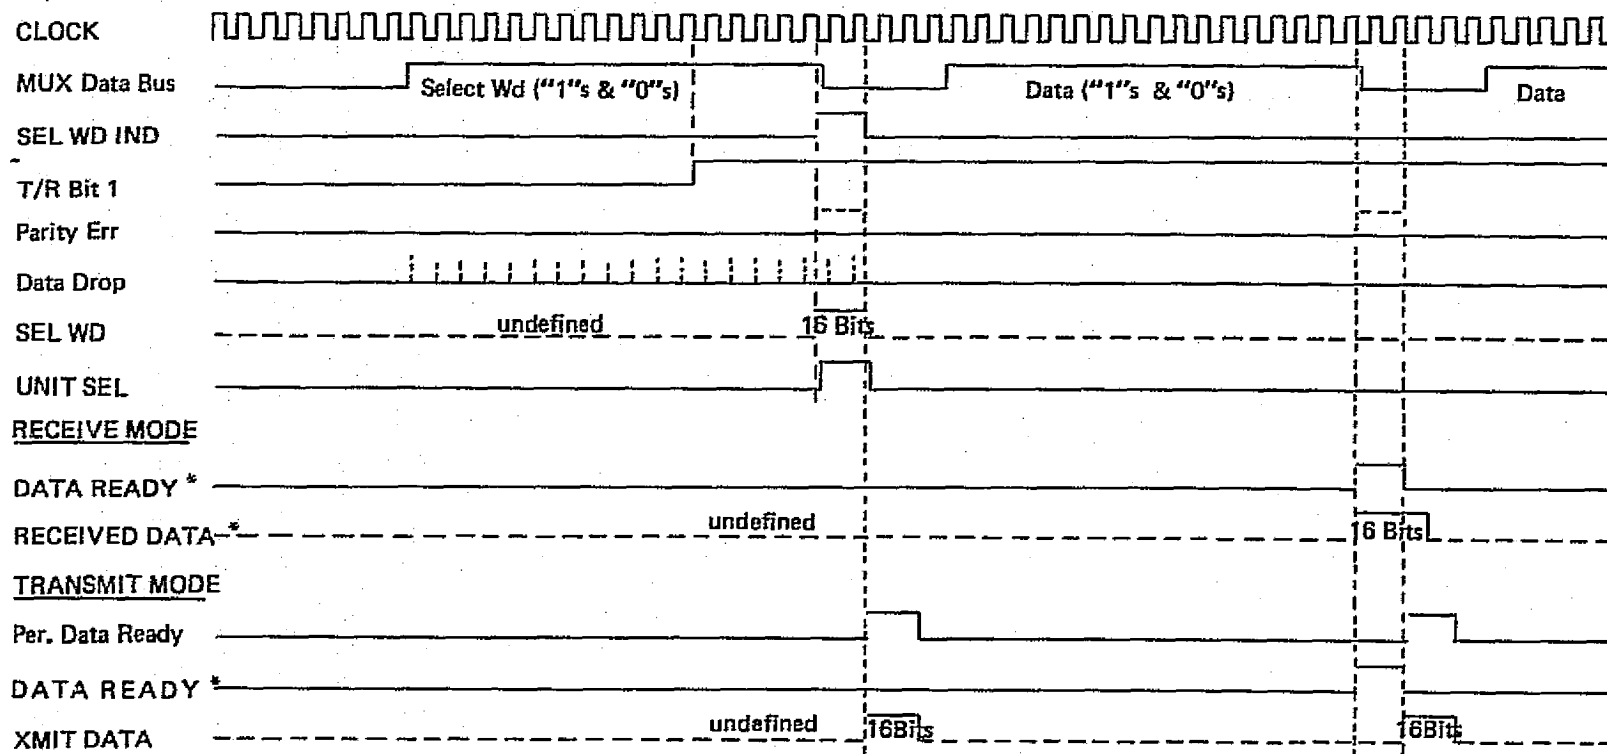 CLOCK
MUX Data Bus Select Wd ("1"s & "0"s) Data ("1"s & "0"s) Data
SEL WD IND
T/R Bit 1
Parity Err
Data Drop
SEL WD undefined 16 Bits
UNIT SEL
RECEIVE MODE
DATA READY *
RECEIVED DATA * undefined 16 Bits
TRANSMIT MODE
Per. Data Ready
DATA READY *
XMIT DATA undefined 16Bits 16Bits